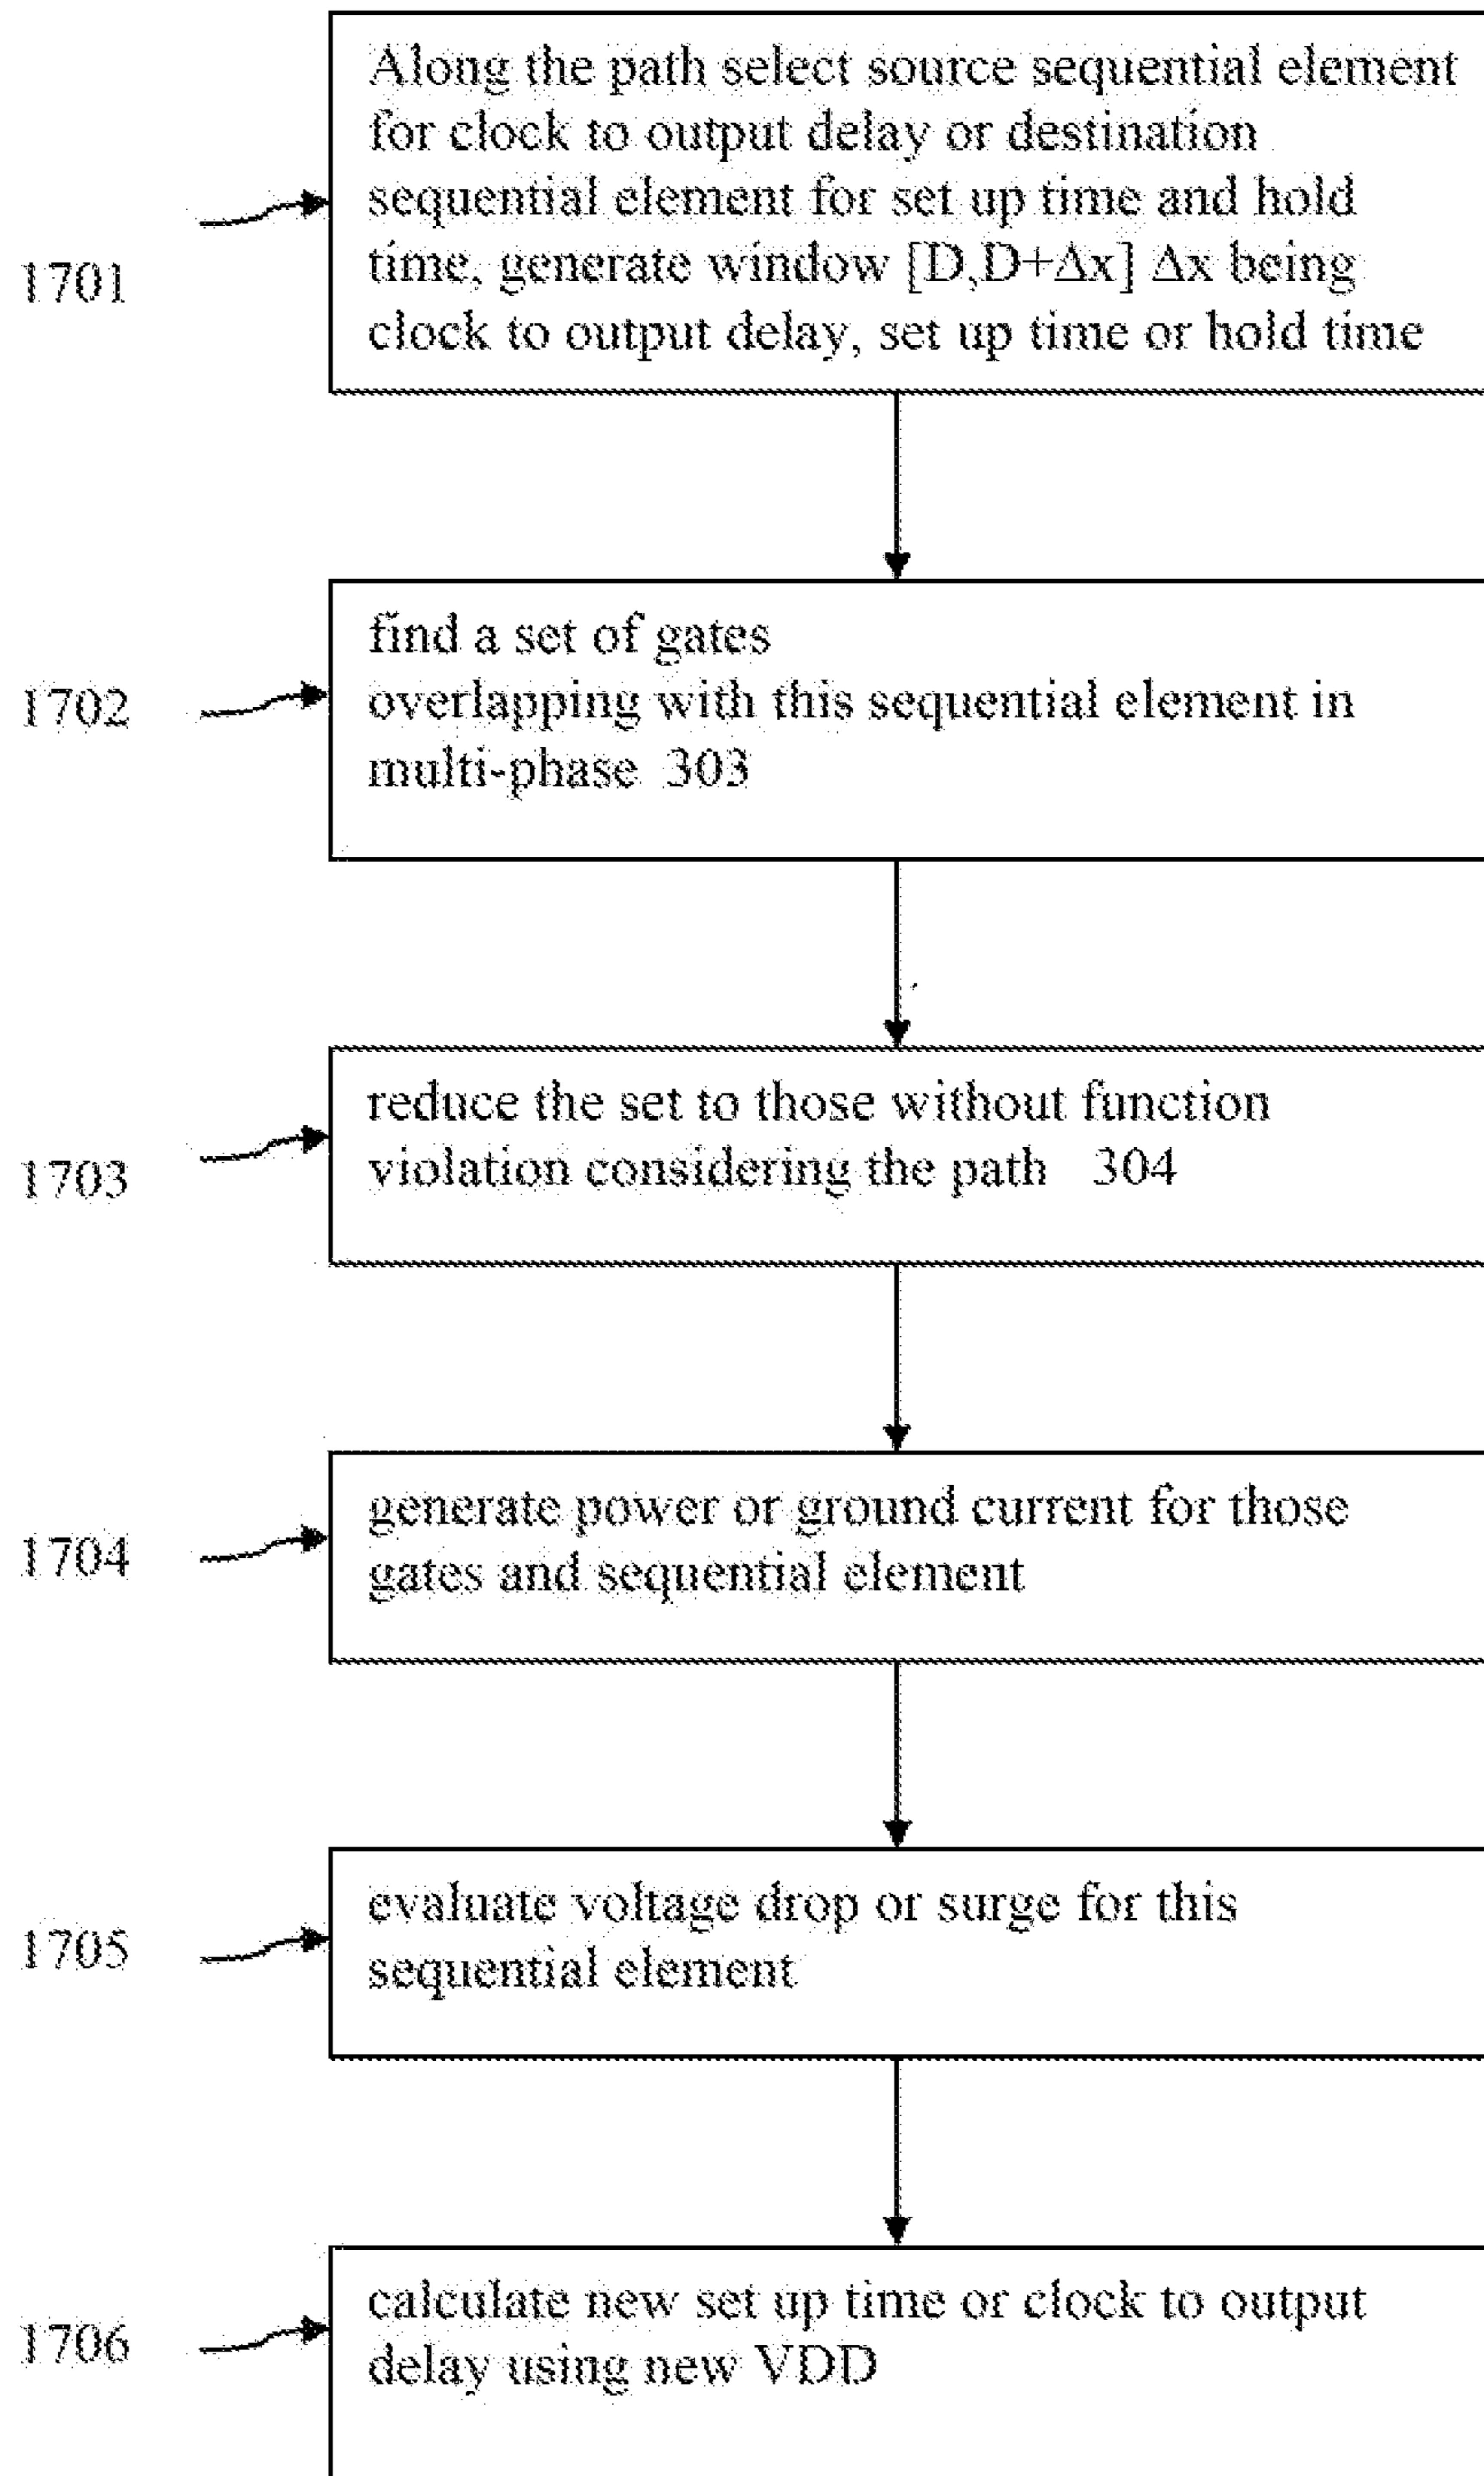 Along the path select source sequential element
for clock to output delay or destination
sequential element for set up time and hold
time, generate window [D,D+Δx] Δx being
clock to output delay, set up time or hold time
1701
find a set of gates
overlapping with this sequential element in
multi-phase 303
1702
reduce the set to those without function
violation considering the path 304
1703
generate power or ground current for those
gates and sequential element
1704
evaluate voltage drop or surge for this
sequential element
1705
calculate new set up time or clock to output
delay using new VDD
1706